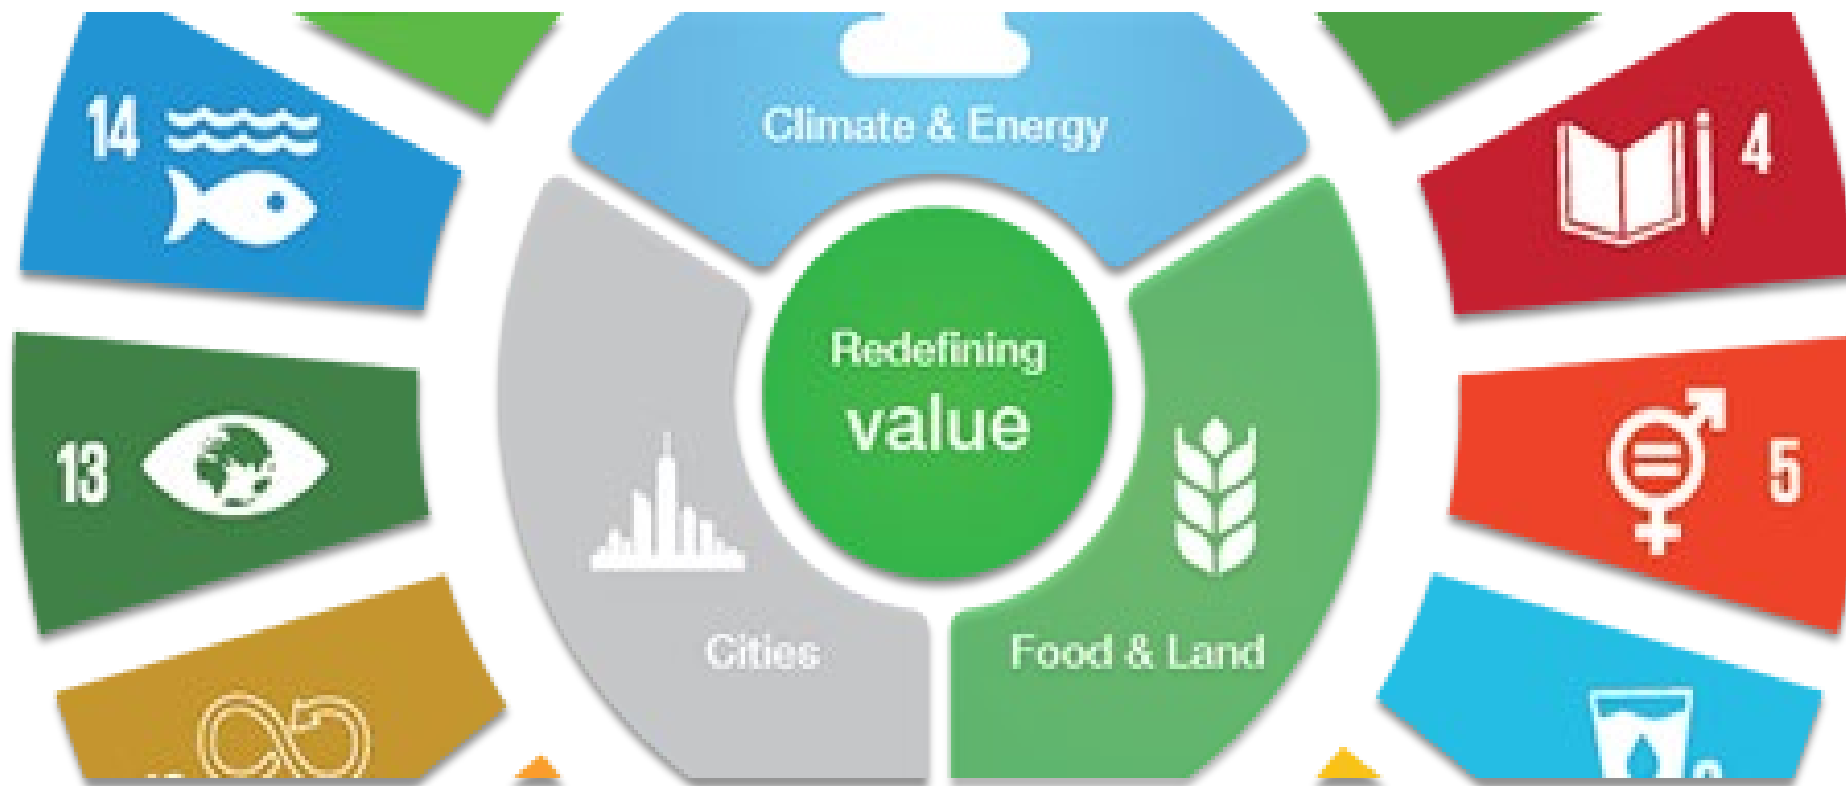 14
Climate & Energy
4
Redefining
value
13
5
Cities
Food & Land